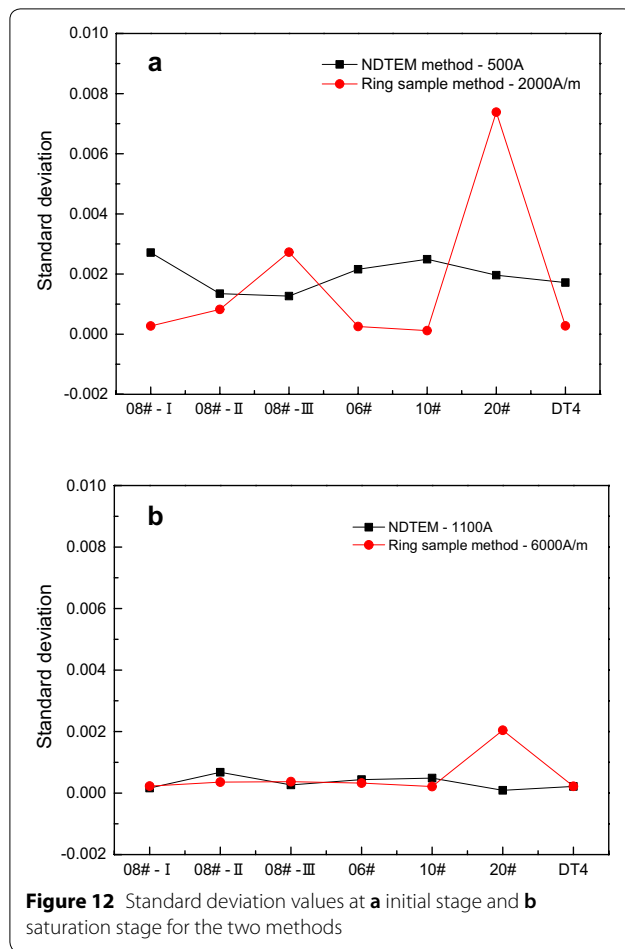 0.010
a
NDTEM method - 500A
Ring sample method - 2000A/m
0.008
0.006
0.004
0.002
0.000
-0.002
Standard deviation
08# - Ⅰ 08# - Ⅱ 08# - Ⅲ 06# 10# 20# DT4
0.010
b
NDTEM - 1100A
Ring sample method - 6000A/m
0.008
0.006
0.004
0.002
0.000
-0.002
Standard deviation
08# - Ⅰ 08# - Ⅱ 08# - Ⅲ 06# 10# 20# DT4
Figure 12 Standard deviation values at a initial stage and b
saturation stage for the two methods